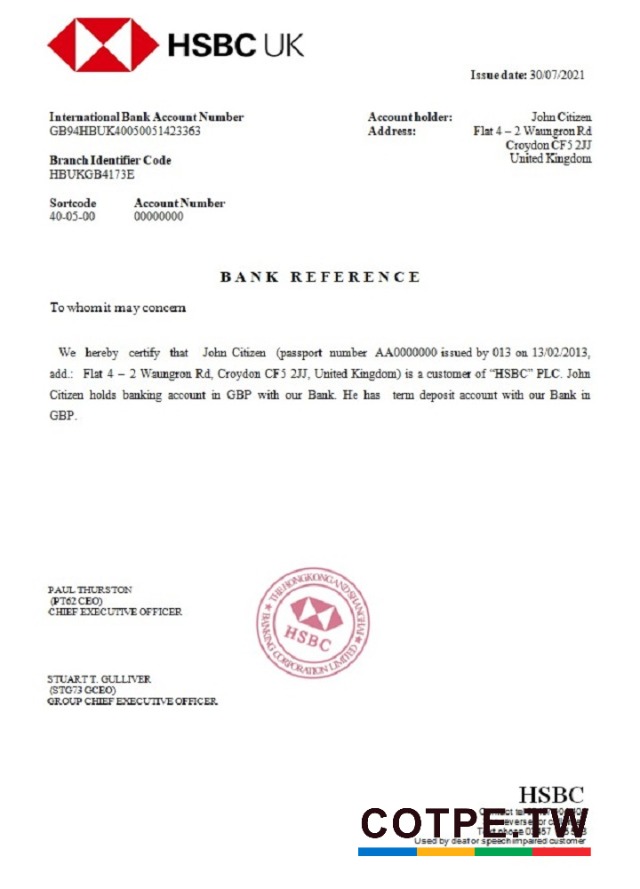 HSBC UK
Issue date: 30/07/2021
International Bank Account Number
GB94HBUK40050051423363
Account holder: John Citizen
Address: Flat 4 – 2 Waungron Rd
Croydon CF5 2JJ
United Kingdom
Branch Identifier Code
HBUKGB4173E
Sortcode Account Number
40-05-00 00000000
BANK REFERENCE
To whom it may concern
We hereby certify that John Citizen (passport number AA0000000 issued by 013 on 13/02/2013,
add.: Flat 4 – 2 Waungron Rd, Croydon CF5 2JJ, United Kingdom) is a customer of “HSBC” PLC. John
Citizen holds banking account in GBP with our Bank. He has term deposit account with our Bank in
GBP.
PAUL THURSTON
(PT62 CEO)
CHIEF EXECUTIVE OFFICER
THE HONGKONG AND SHANGHAI
BANKING CORPORATION LIMITED
HSBC
STUART T. GULLIVER
(STG73 GCEO)
GROUP CHIEF EXECUTIVE OFFICER
HSBC
Contact tel
COTPE.TW
Used by deaf or speech impaired customer